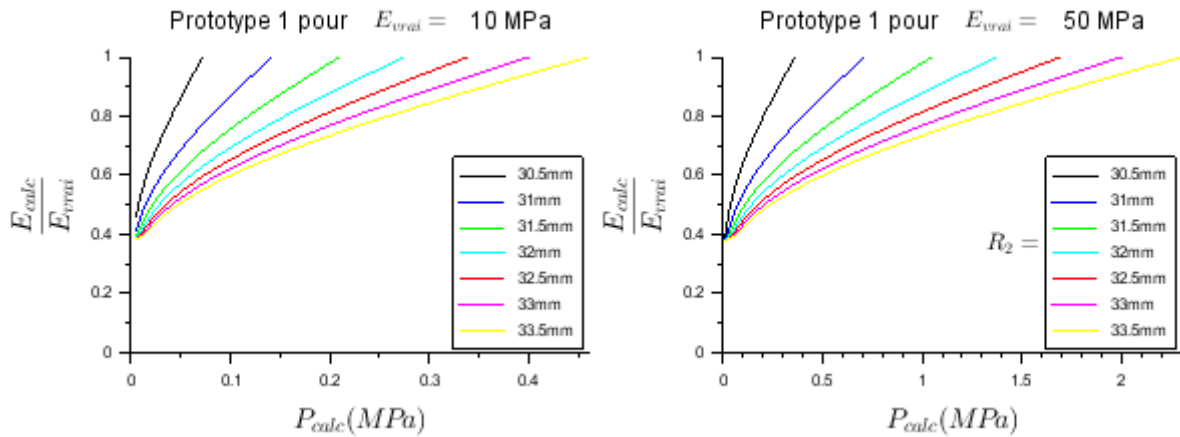 Prototype 1 pour E_vrai = 10 MPa
1
0.8
0.6
0.4
0.2
0
E_calc
E_vrai
0
0.1
0.2
0.3
0.4
P_calc(MPa)
30.5mm
31mm
31.5mm
32mm
32.5mm
33mm
33.5mm
Prototype 1 pour E_vrai = 50 MPa
1
0.8
0.6
0.4
0.2
0
E_calc
E_vrai
0
0.5
1
1.5
2
P_calc(MPa)
R_2 =
30.5mm
31mm
31.5mm
32mm
32.5mm
33mm
33.5mm